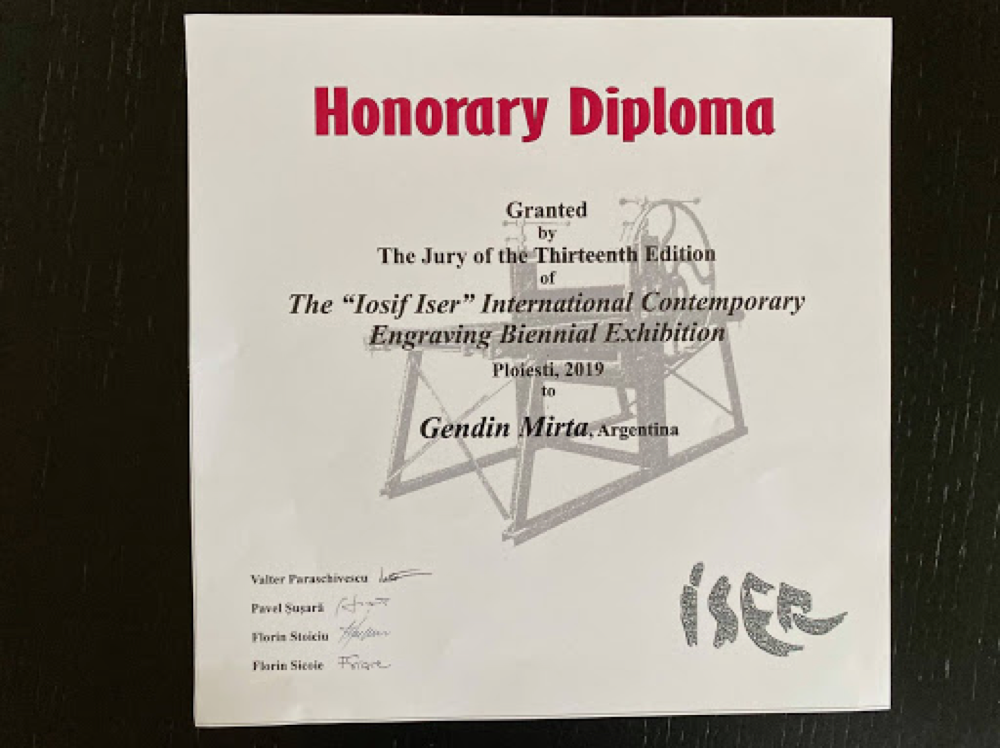 Honorary Diploma
Granted
by
The Jury of the Thirteenth Edition
of
The “Iosif Iser” International Contemporary
Engraving Biennial Exhibition
Ploiesti, 2019
to
Gendin Mirta, Argentina
Valter Paraschivescu
Pavel Șușară
Florin Stoiciu
Florin Sicoie
iser